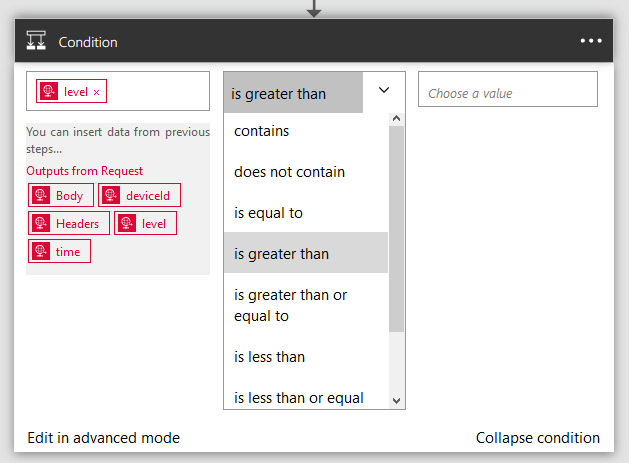 Condition
level ×
is greater than
Choose a value
You can insert data from previous
steps...
Outputs from Request
Body
deviceId
Headers
level
time
contains
does not contain
is equal to
is greater than
is greater than or
equal to
is less than
is less than or equal
Edit in advanced mode
Collapse condition